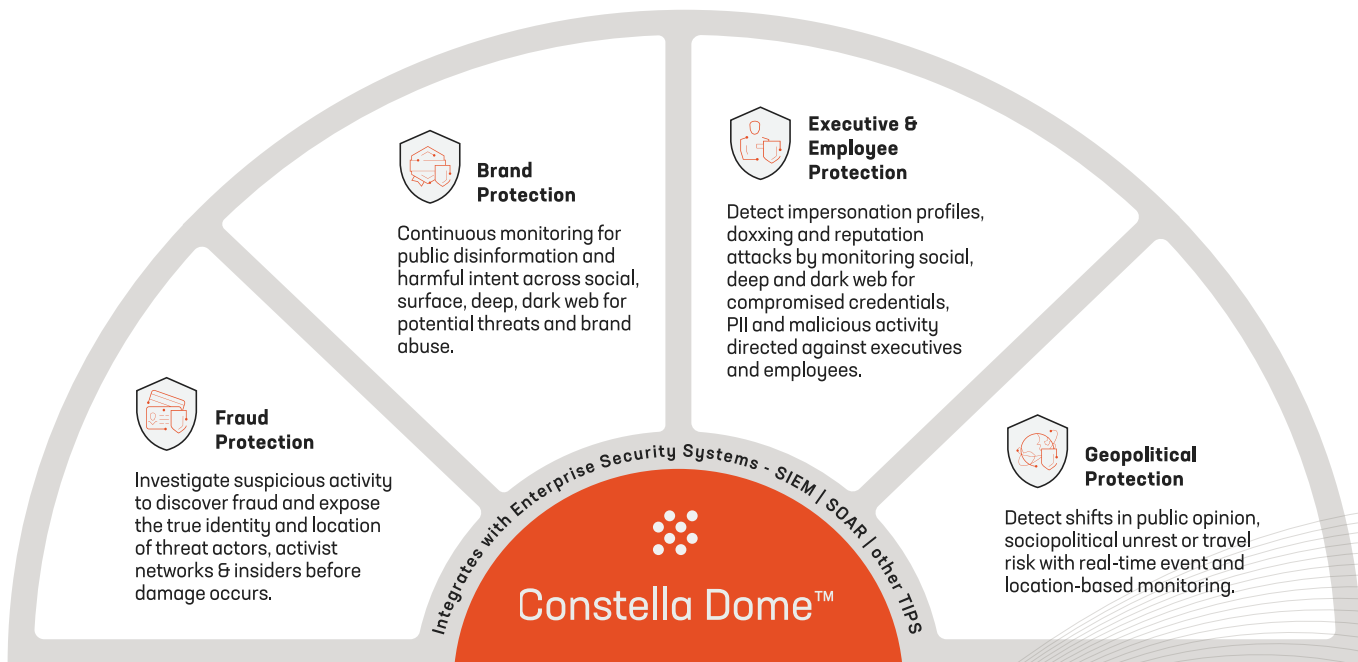 Fraud
Protection
Investigate suspicious activity
to discover fraud and expose
the true identity and location
of threat actors, activist
networks & insiders before
damage occurs.
Brand
Protection
Continuous monitoring for
public disinformation and
harmful intent across social,
surface, deep, dark web for
potential threats and brand
abuse.
Executive &
Employee
Protection
Detect impersonation profiles,
doxxing and reputation
attacks by monitoring social,
deep and dark web for
compromised credentials,
PII and malicious activity
directed against executives
and employees.
Geopolitical
Protection
Detect shifts in public opinion,
sociopolitical unrest or travel
risk with real-time event and
location-based monitoring.
Integrates with Enterprise Security Systems - SIEM | SOAR | other TIPS
Constella Dome™